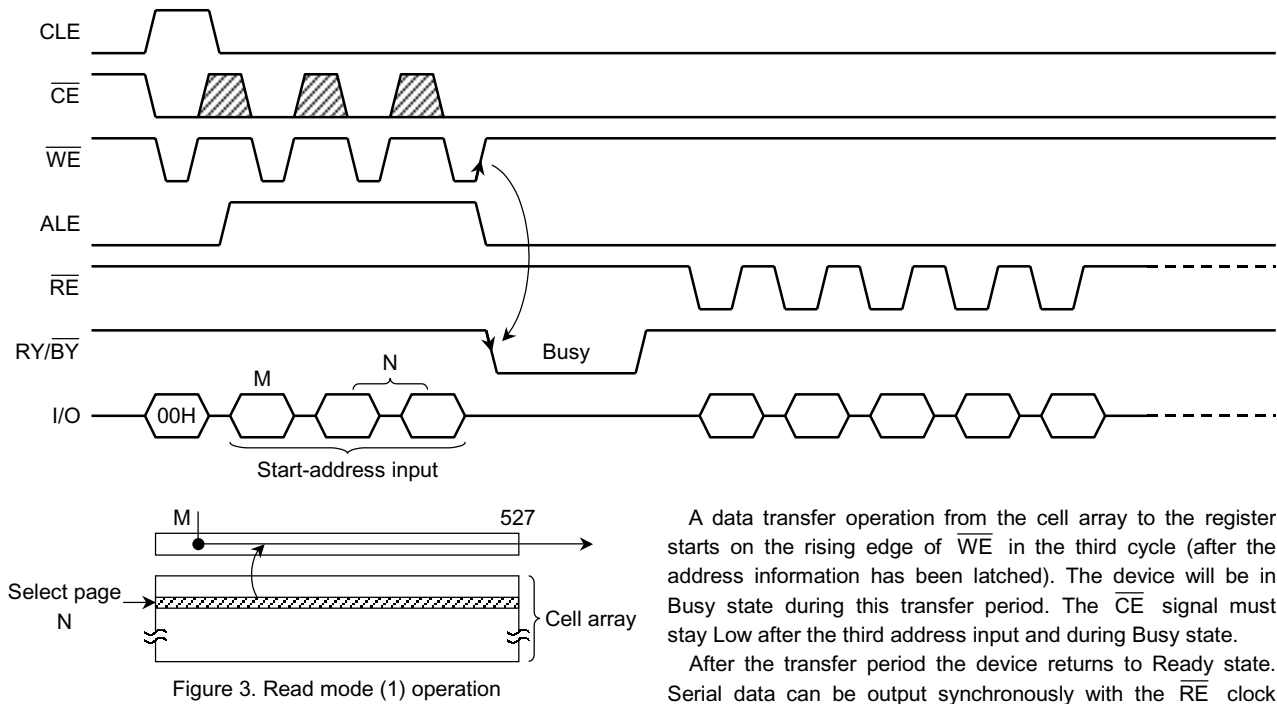 CLE
CE
WE
ALE
RE
RY/BY
Busy
M
N
I/O
00H
Start-address input
M
527
Select page
N
Cell array
Figure 3. Read mode (1) operation
A data transfer operation from the cell array to the register
starts on the rising edge of WE in the third cycle (after the
address information has been latched). The device will be in
Busy state during this transfer period. The CE signal must
stay Low after the third address input and during Busy state.
After the transfer period the device returns to Ready state.
Serial data can be output synchronously with the RE clock